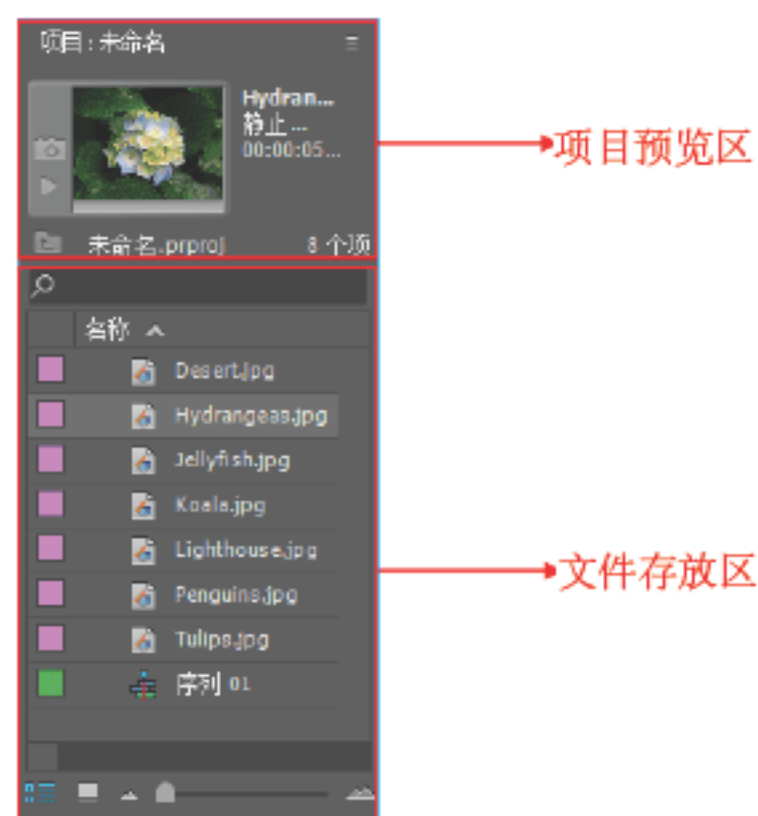 项目:未命名
Hydran...
静止...
00:00:05...
项目预览区
未命名.prproj
8 个项
名称
Desert.jpg
Hydrangeas.jpg
Jellyfish.jpg
Koala.jpg
Lighthouse.jpg
文件存放区
Penguins.jpg
Tulips.jpg
序列 01